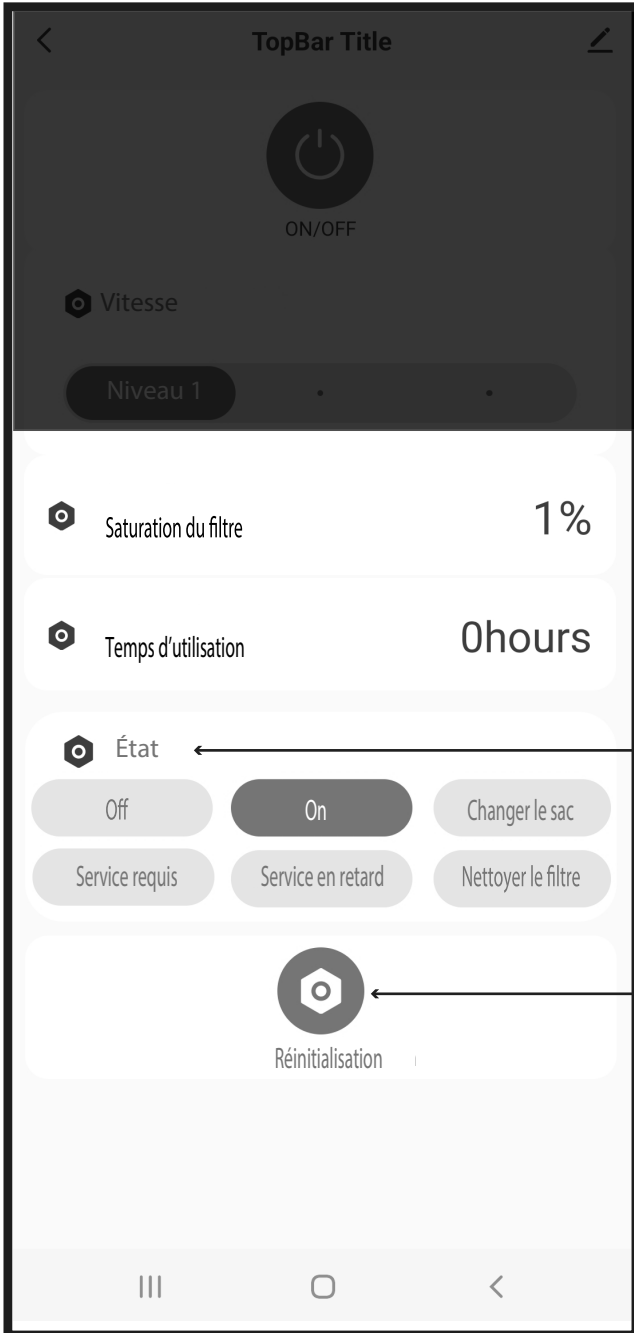 TopBar Title
ON/OFF
Vitesse
Niveau 1
Saturation du filtre
1%
Temps d'utilisation
0hours
État
Off
On
Changer le sac
Service requis
Service en retard
Nettoyer le filtre
Réinitialisation